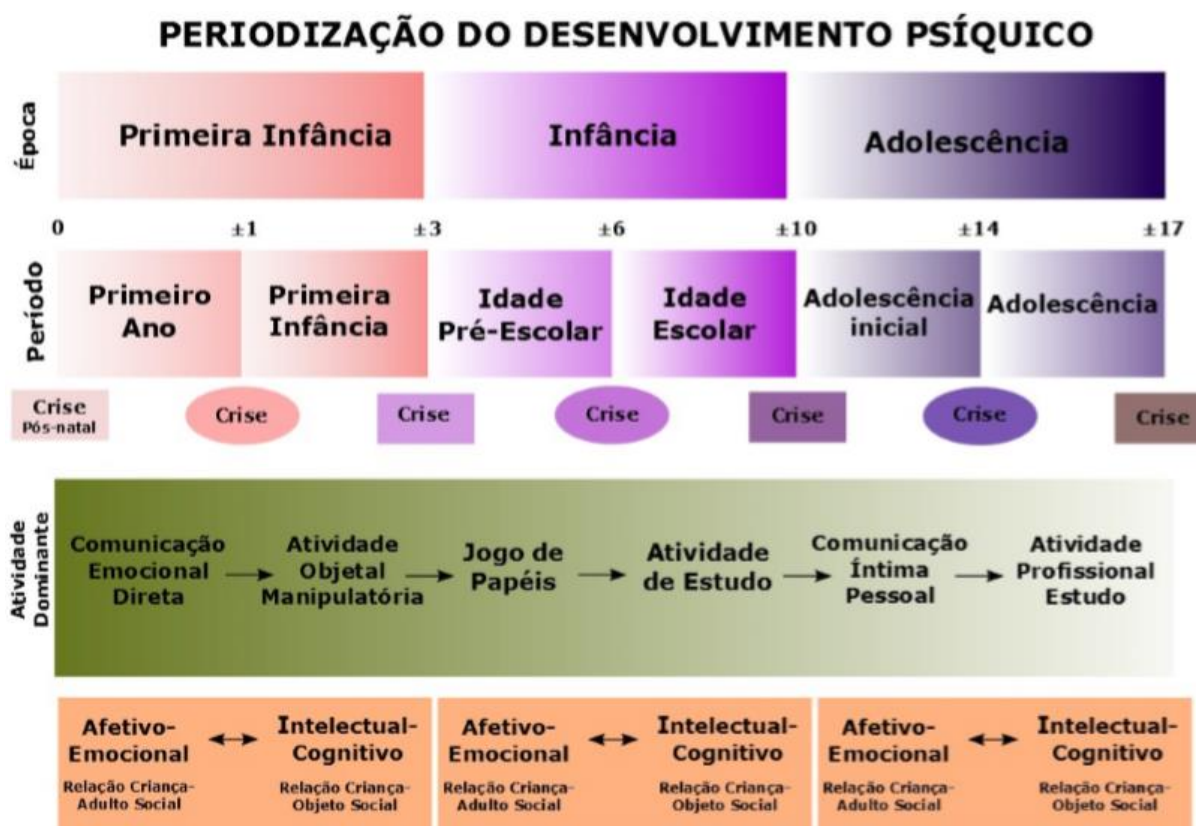 PERIODIZAÇÃO DO DESENVOLVIMENTO PSÍQUICO
Época
Primeira Infância
Infância
Adolescência
0 ±1 ±3 ±6 ±10 ±14 ±17
Período
Primeiro
Ano
Primeira
Infância
Idade
Pré-Escolar
Idade
Escolar
Adolescência
inicial
Adolescência
Crise
Pós-natal
Crise
Crise
Crise
Crise
Crise
Crise
Atividade
Dominante
Comunicação
Emocional
Direta
Atividade
Objetal
Manipulatória
Jogo de
Papéis
Atividade
de Estudo
Comunicação
Íntima
Pessoal
Atividade
Profissional
Estudo
Afetivo-
Emocional
Relação Criança-
Adulto Social
Intelectual-
Cognitivo
Relação Criança-
Objeto Social
Afetivo-
Emocional
Relação Criança-
Adulto Social
Intelectual-
Cognitivo
Relação Criança-
Objeto Social
Afetivo-
Emocional
Relação Criança-
Adulto Social
Intelectual-
Cognitivo
Relação Criança-
Objeto Social